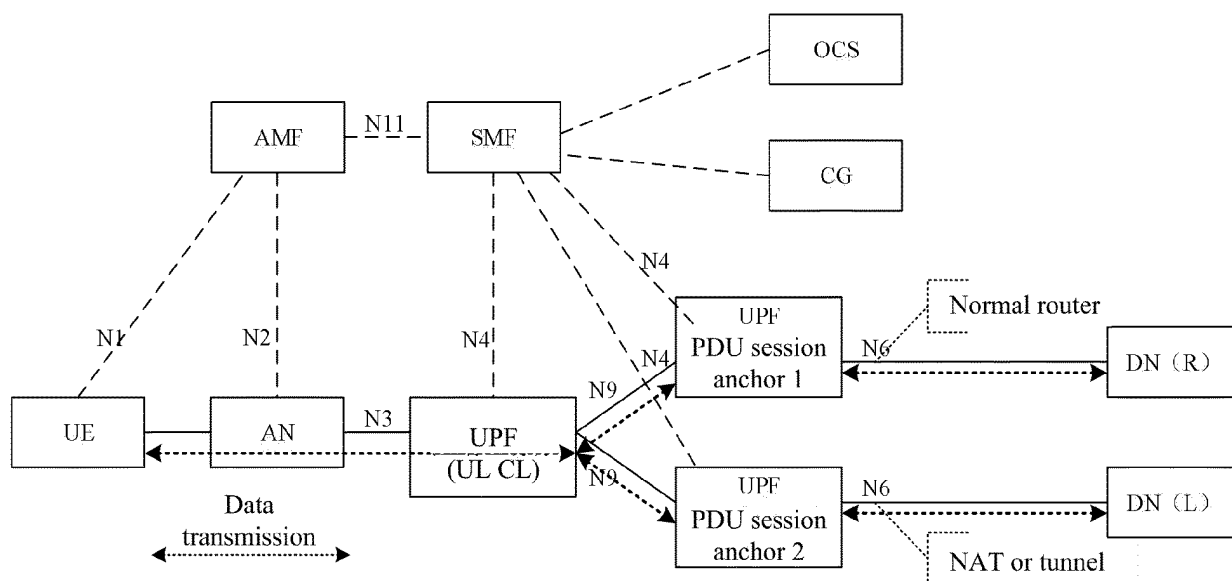 OCS
AMF
N11
SMF
CG
N4
Normal router
N1
N2
N4
UPF
PDU session
anchor 1
N6
DN（R）
N4
N9
UE
AN
N3
UPF
(UL CL)
N9
UPF
PDU session
anchor 2
N6
DN（L）
Data
transmission
NAT or tunnel